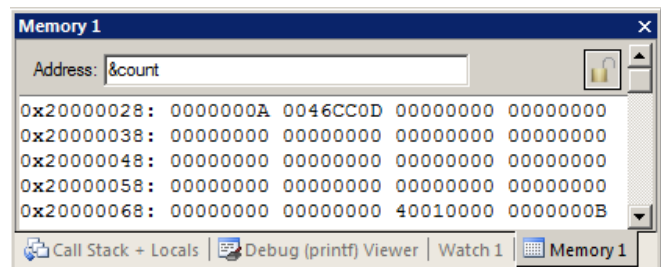 Memory 1
Address: &count
0x20000028: 0000000A 0046CC0D 00000000 00000000
0x20000038: 00000000 00000000 00000000 00000000
0x20000048: 00000000 00000000 00000000 00000000
0x20000058: 00000000 00000000 00000000 00000000
0x20000068: 00000000 00000000 40010000 0000000B
Call Stack + Locals | Debug (printf) Viewer | Watch 1 | Memory 1